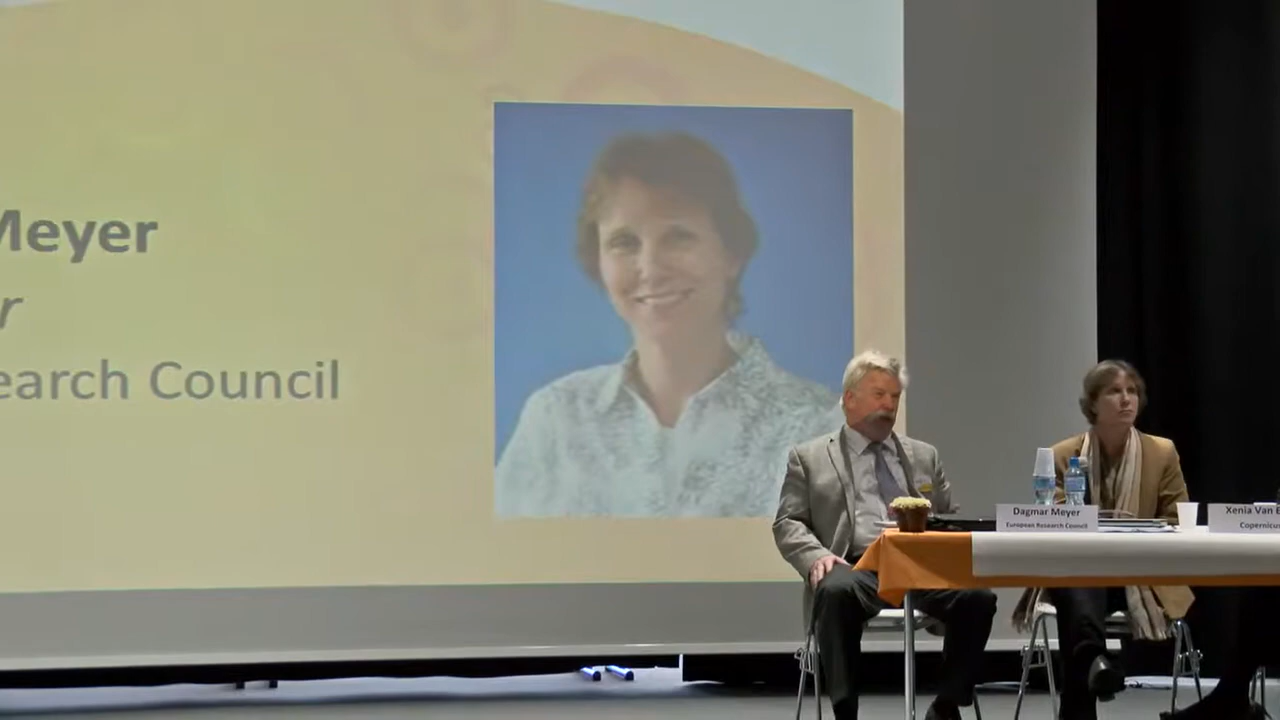 Meyer
r
earch Council
Dagmar Meyer
European Research Council
Xenia Van
Copernicus